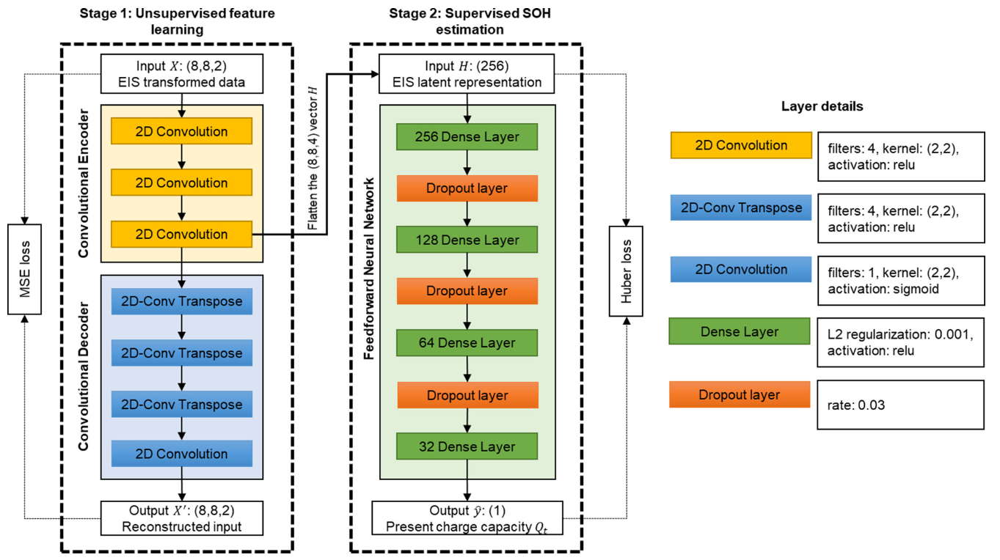 Stage 1: Unsupervised feature
learning
Input X: (8,8,2)
EIS transformed data
Convolutional Encoder
2D Convolution
2D Convolution
2D Convolution
MSE loss
Convolutional Decoder
2D-Conv Transpose
2D-Conv Transpose
2D-Conv Transpose
2D Convolution
Output X′: (8,8,2)
Reconstructed input
Flatten the (8,8,4) vector H
Stage 2: Supervised SOH
estimation
Input H: (256)
EIS latent representation
Feedforward Neural Network
256 Dense Layer
Dropout layer
128 Dense Layer
Dropout layer
64 Dense Layer
Dropout layer
32 Dense Layer
Output ŷ: (1)
Present charge capacity Qₜ
Huber loss
Layer details
2D Convolution
filters: 4, kernel: (2,2),
activation: relu
2D-Conv Transpose
filters: 4, kernel: (2,2),
activation: relu
2D Convolution
filters: 1, kernel: (2,2),
activation: sigmoid
Dense Layer
L2 regularization: 0.001,
activation: relu
Dropout layer
rate: 0.03